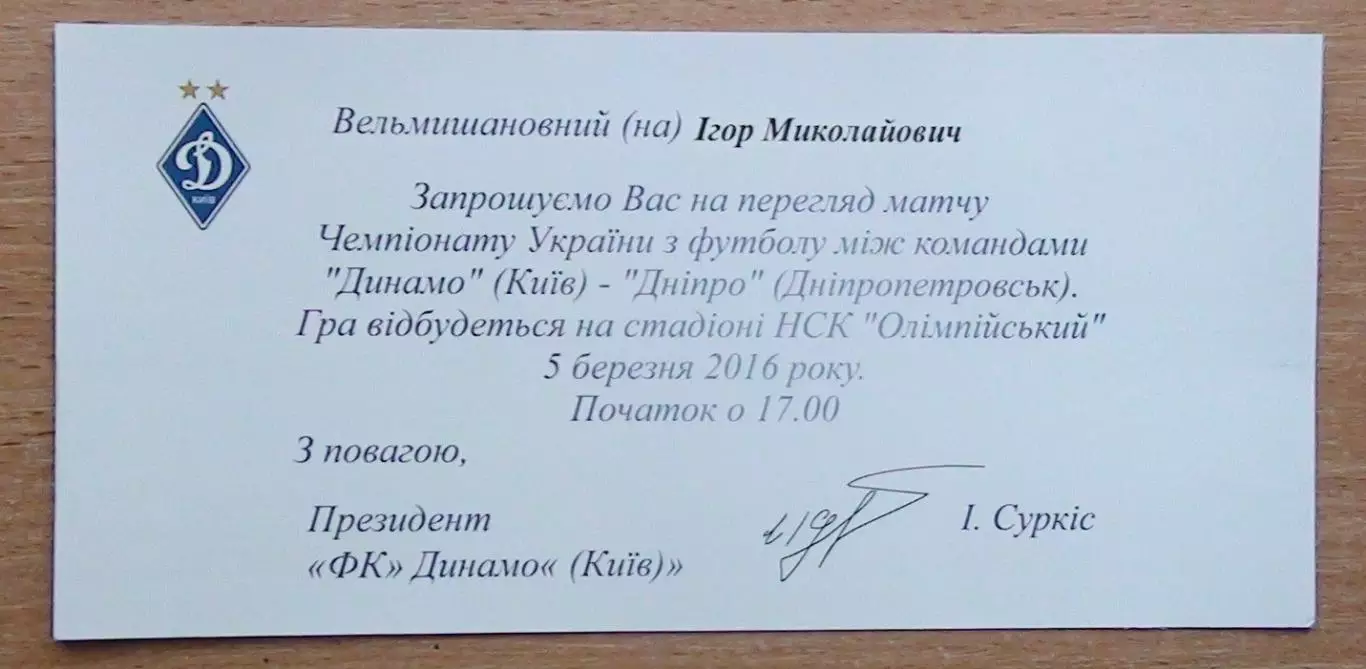 Вельмишановний (на) Ігор Миколайович
Запрошуємо Вас на перегляд матчу
Чемпіонату України з футболу між командами
"Динамо" (Київ) - "Дніпро" (Дніпропетровськ).
Гра відбудеться на стадіоні НСК "Олімпійський"
5 березня 2016 року.
Початок о 17.00
З повагою,
Президент
«ФК» Динамо« (Київ)»
І. Суркіс
Д
КИЇВ